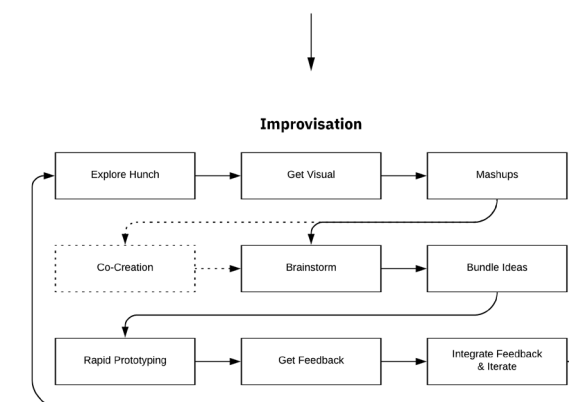 Improvisation
Explore Hunch
Get Visual
Mashups
Co-Creation
Brainstorm
Bundle Ideas
Rapid Prototyping
Get Feedback
Integrate Feedback
& Iterate